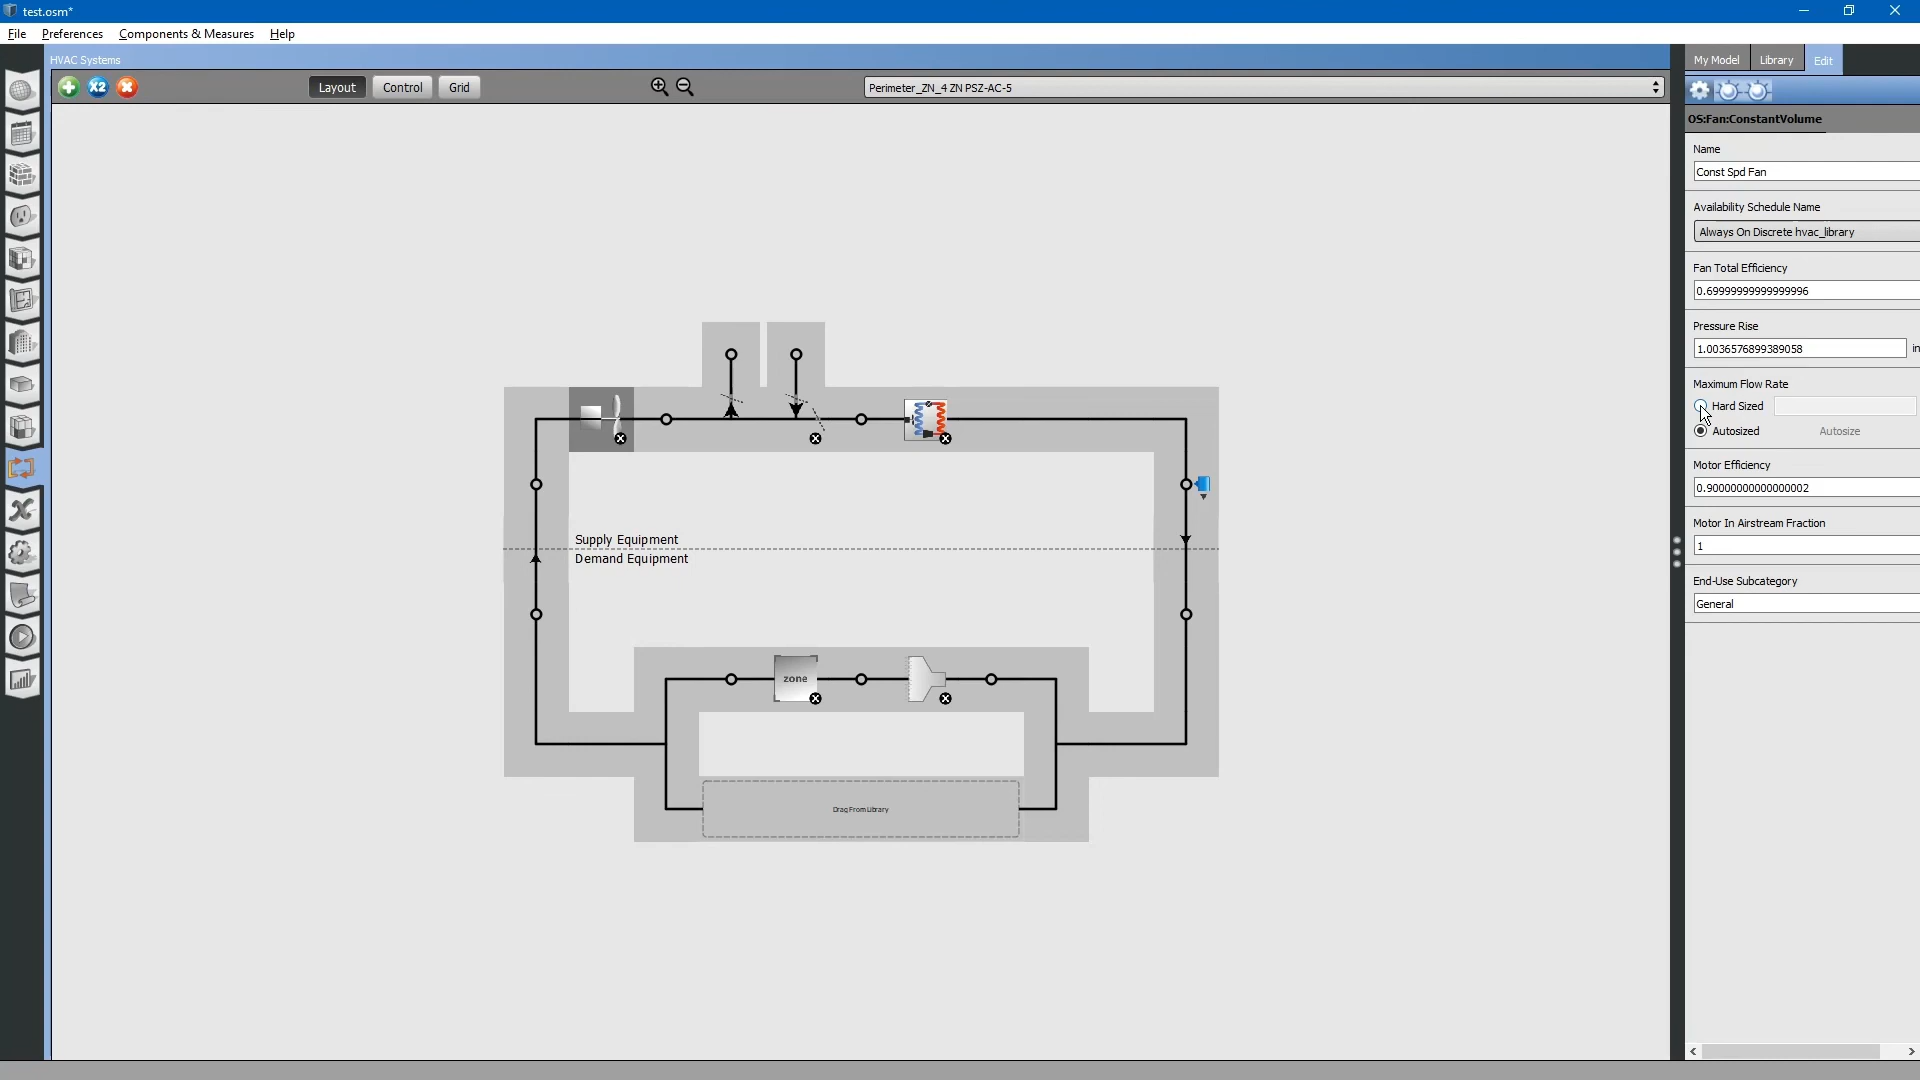 test.osm*
File Preferences Components & Measures Help
HVAC Systems
My Model Library Edit
X2 Layout Control Grid Perimeter_ZN_4 ZN PSZ-AC-5
OS:Fan:ConstantVolume
Name
Const Spd Fan
Availability Schedule Name
Always On Discrete hvac_library
Fan Total Efficiency
0.69999999999999996
Pressure Rise
1.0036576899389058 in
Maximum Flow Rate
Hard Sized
Autosized Autosize
Motor Efficiency
0.90000000000000002
Motor In Airstream Fraction
1
End-Use Subcategory
General
Supply Equipment
Demand Equipment
zone
Drag From Library